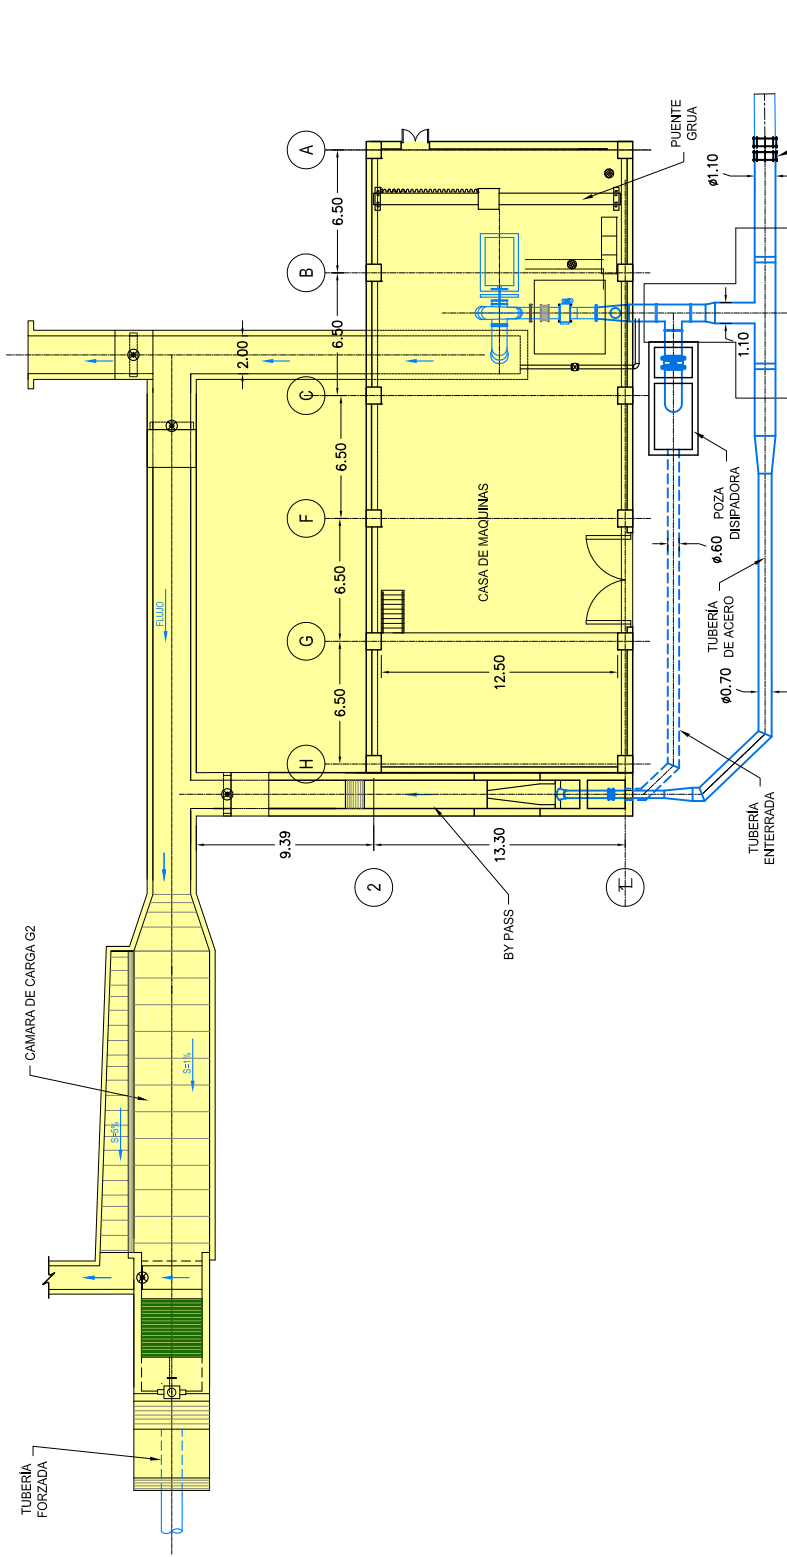 TUBERÍA
FORZADA
CAMARA DE CARGA G2
S=5%
S=1%
FLUJO
BY PASS
9.39
13.30
2
1
H
G
F
C
B
A
6.50
6.50
6.50
6.50
6.50
2.00
12.50
CASA DE MAQUINAS
PUENTE
GRUA
TUBERÍA
ENTERRADA
TUBERÍA
DE ACERO
POZA
DISIPADORA
ø0.70
ø.60
1.10
ø1.10